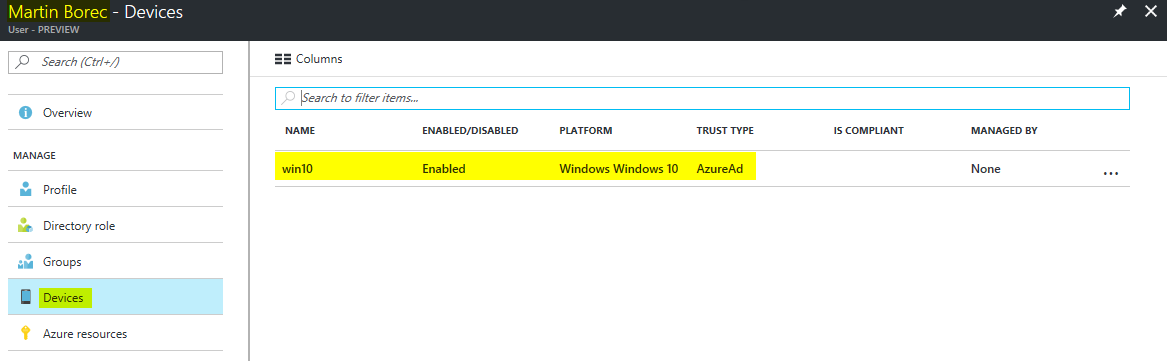 Martin Borec - Devices
User - PREVIEW
Search (Ctrl+/)
Overview
MANAGE
Profile
Directory role
Groups
Devices
Azure resources
Columns
Search to filter items...
NAME ENABLED/DISABLED PLATFORM TRUST TYPE IS COMPLIANT MANAGED BY
win10 Enabled Windows Windows 10 AzureAd None ...